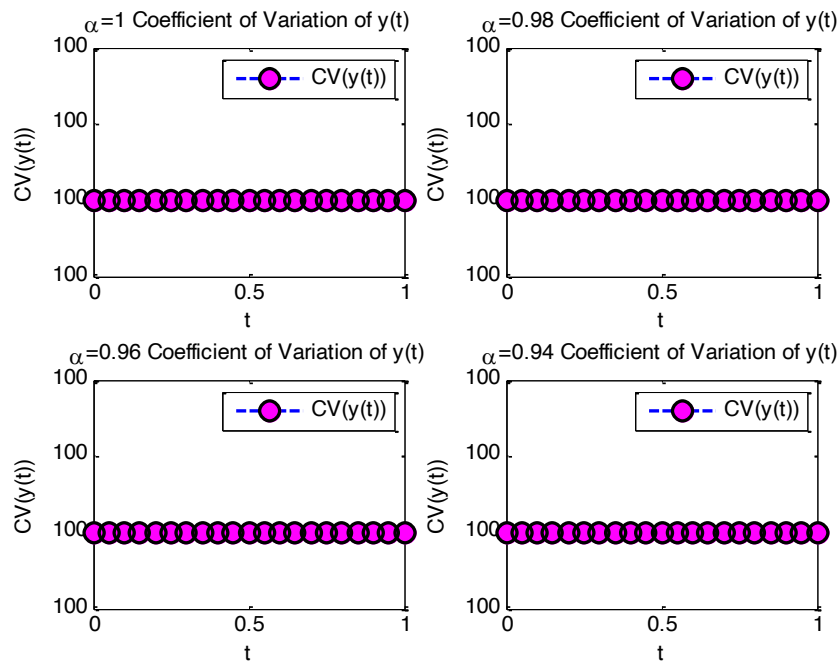 α=1 Coefficient of Variation of y(t)
100
100
100
100
CV(y(t))
CV(y(t))
0
0.5
1
t
α=0.98 Coefficient of Variation of y(t)
100
100
100
100
CV(y(t))
CV(y(t))
0
0.5
1
t
α=0.96 Coefficient of Variation of y(t)
100
100
100
100
CV(y(t))
CV(y(t))
0
0.5
1
t
α=0.94 Coefficient of Variation of y(t)
100
100
100
100
CV(y(t))
CV(y(t))
0
0.5
1
t